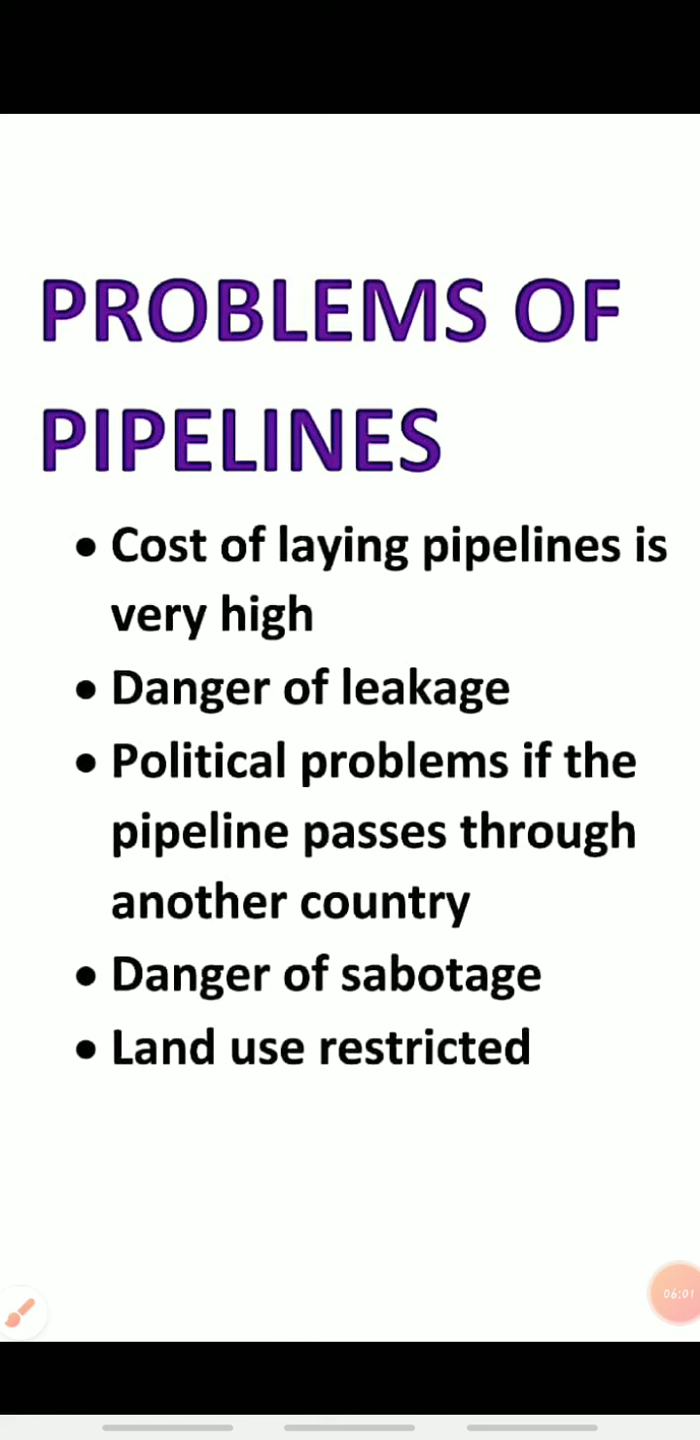 PROBLEMS OF
PIPELINES
• Cost of laying pipelines is
very high
• Danger of leakage
• Political problems if the
pipeline passes through
another country
• Danger of sabotage
• Land use restricted
06:01